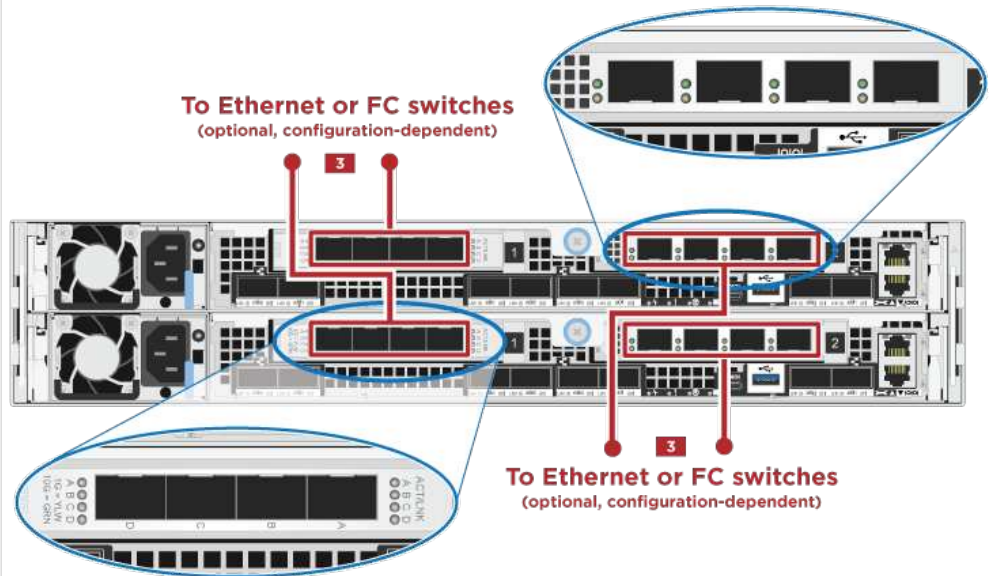 To Ethernet or FC switches
(optional, configuration-dependent)
3
1
1
2
3
To Ethernet or FC switches
(optional, configuration-dependent)
10G = GRN
1G = YLW
A B C D
D
C
B
A
A B C D
ACT/LNK